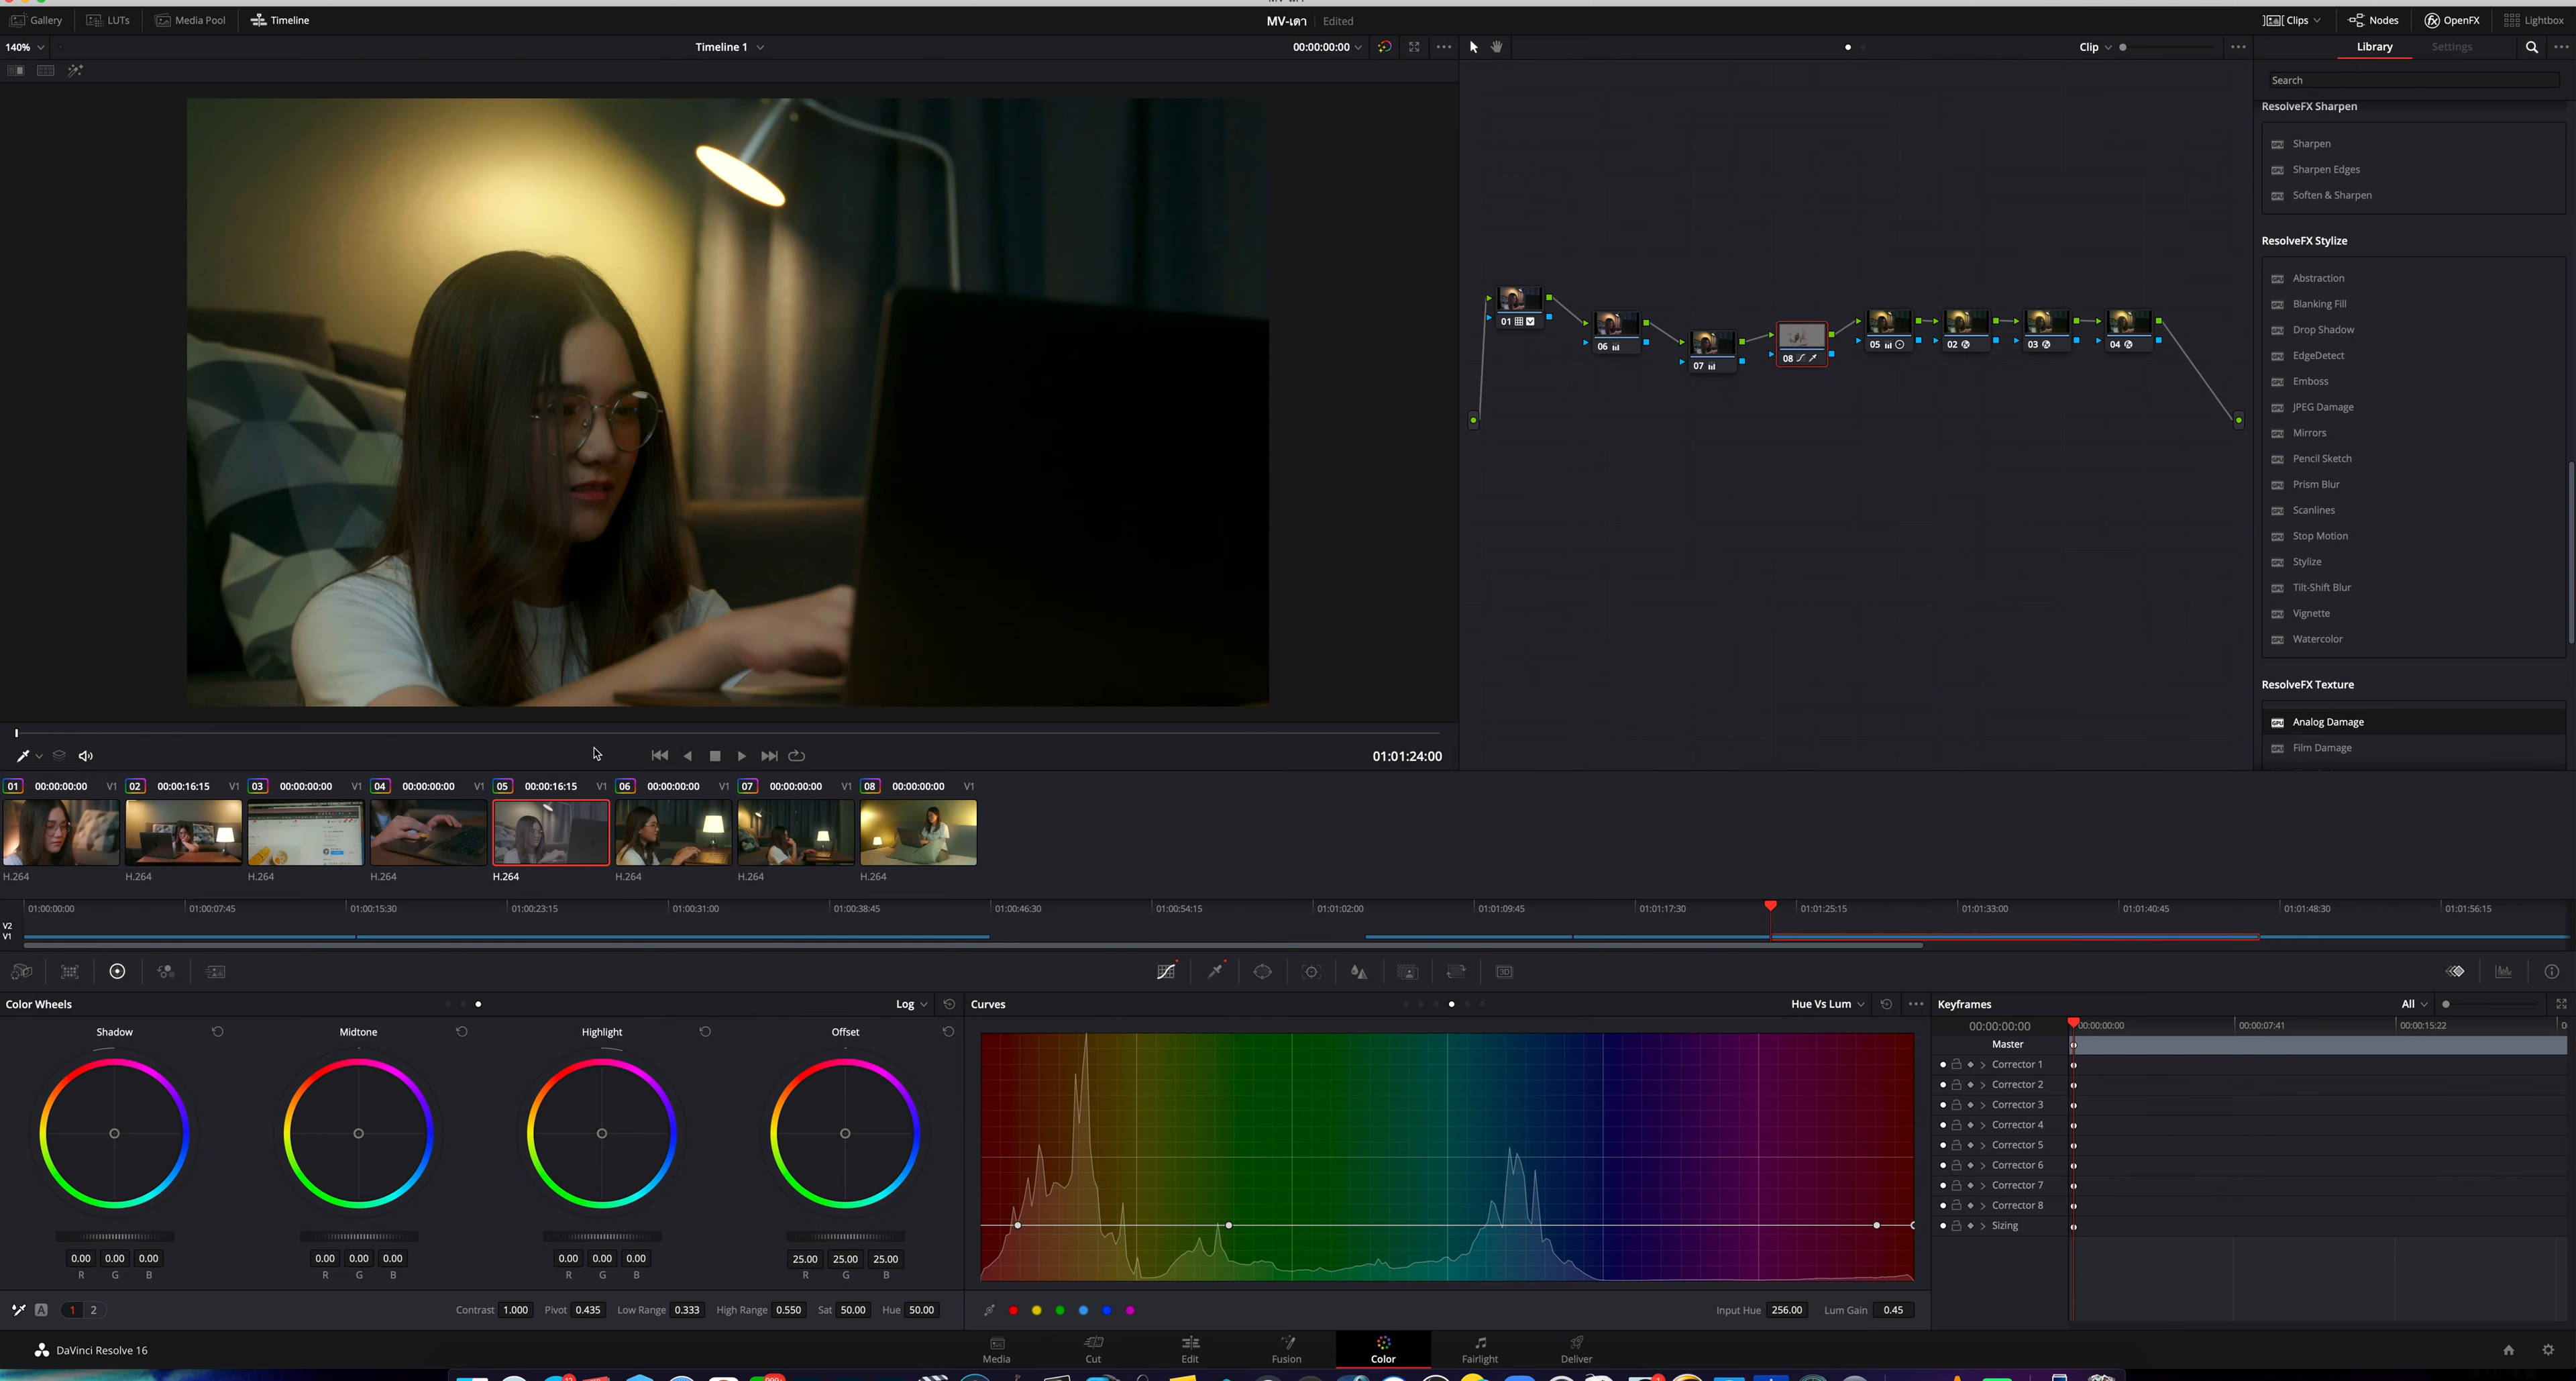 Gallery LUTs Media Pool Timeline MV-เดา Edited Clips Nodes OpenFX Lightbox
140% Timeline 1 00:00:00:00 Clip Library Settings
Search
ResolveFX Sharpen
Sharpen
Sharpen Edges
Soften & Sharpen
ResolveFX Stylize
Abstraction
Blanking Fill
Drop Shadow
EdgeDetect
Emboss
JPEG Damage
Mirrors
Pencil Sketch
Prism Blur
Scanlines
Stop Motion
Stylize
Tilt-Shift Blur
Vignette
Watercolor
ResolveFX Texture
Analog Damage
Film Damage
01 06 07 08 05 02 03 04
01:01:24:00
01 00:00:00:00 V1 02 00:00:16:15 V1 03 00:00:00:00 V1 04 00:00:00:00 V1 05 00:00:16:15 V1 06 00:00:00:00 V1 07 00:00:00:00 V1 08 00:00:00:00 V1
H.264 H.264 H.264 H.264 H.264 H.264 H.264 H.264
01:00:00:00 01:00:07:45 01:00:15:30 01:00:23:15 01:00:31:00 01:00:38:45 01:00:46:30 01:00:54:15 01:01:02:00 01:01:09:45 01:01:17:30 01:01:25:15 01:01:33:00 01:01:40:45 01:01:48:30 01:01:56:15
V2
V1
3D
Color Wheels Log Curves Hue Vs Lum Keyframes All
Shadow Midtone Highlight Offset
00:00:00:00 00:00:00:00 00:00:07:41 00:00:15:22
Master
Corrector 1
Corrector 2
Corrector 3
Corrector 4
Corrector 5
Corrector 6
Corrector 7
Corrector 8
Sizing
0.00 0.00 0.00 0.00 0.00 0.00 0.00 0.00 0.00 25.00 25.00 25.00
R G B R G B R G B R G B
A 1 2 Contrast 1.000 Pivot 0.435 Low Range 0.333 High Range 0.550 Sat 50.00 Hue 50.00 Input Hue 256.00 Lum Gain 0.45
DaVinci Resolve 16 Media Cut Edit Fusion Color Fairlight Deliver